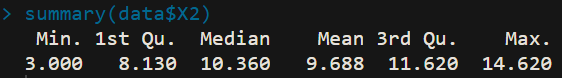 > summary(data$X2)
Min. 1st Qu. Median Mean 3rd Qu. Max.
3.000 8.130 10.360 9.688 11.620 14.620